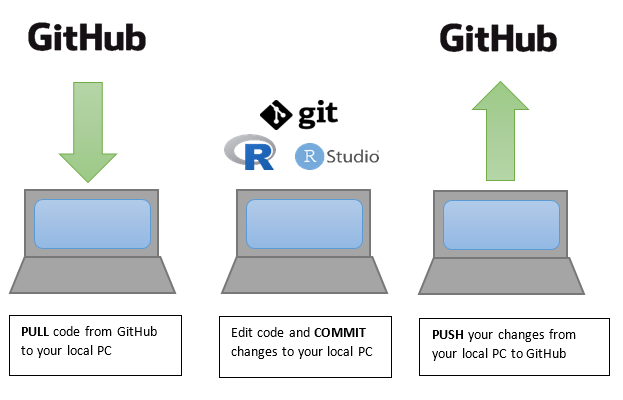 GitHub
GitHub
git
R
R Studio
PULL code from GitHub
to your local PC
Edit code and COMMIT
changes to your local PC
PUSH your changes from
your local PC to GitHub